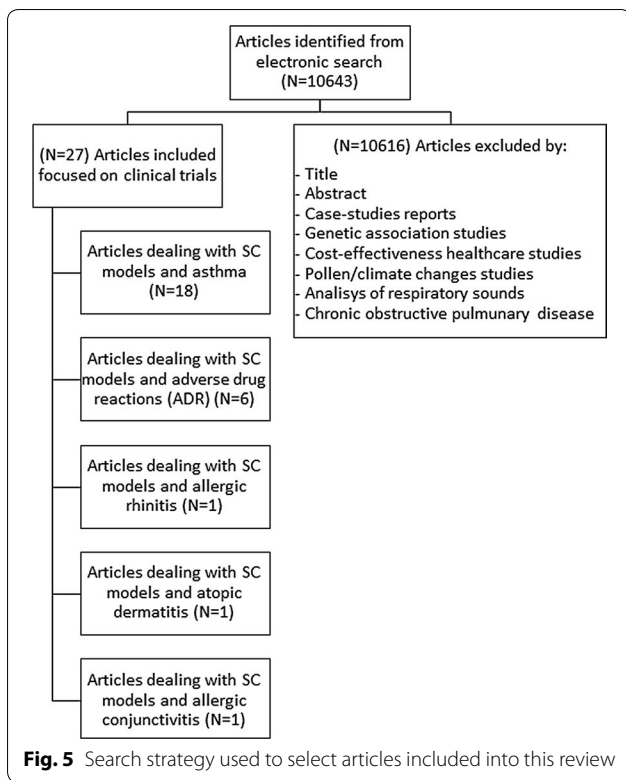 Articles identified from
electronic search
(N=10643)
(N=27) Articles included
focused on clinical trials
(N=10616) Articles excluded by:
- Title
- Abstract
- Case-studies reports
- Genetic association studies
- Cost-effectiveness healthcare studies
- Pollen/climate changes studies
- Analisys of respiratory sounds
- Chronic obstructive pulmunary disease
Articles dealing with SC
models and asthma
(N=18)
Articles dealing with SC
models and adverse drug
reactions (ADR) (N=6)
Articles dealing with SC
models and allergic
rhinitis (N=1)
Articles dealing with SC
models and atopic
dermatitis (N=1)
Articles dealing with SC
models and allergic
conjunctivitis (N=1)
Fig. 5 Search strategy used to select articles included into this review